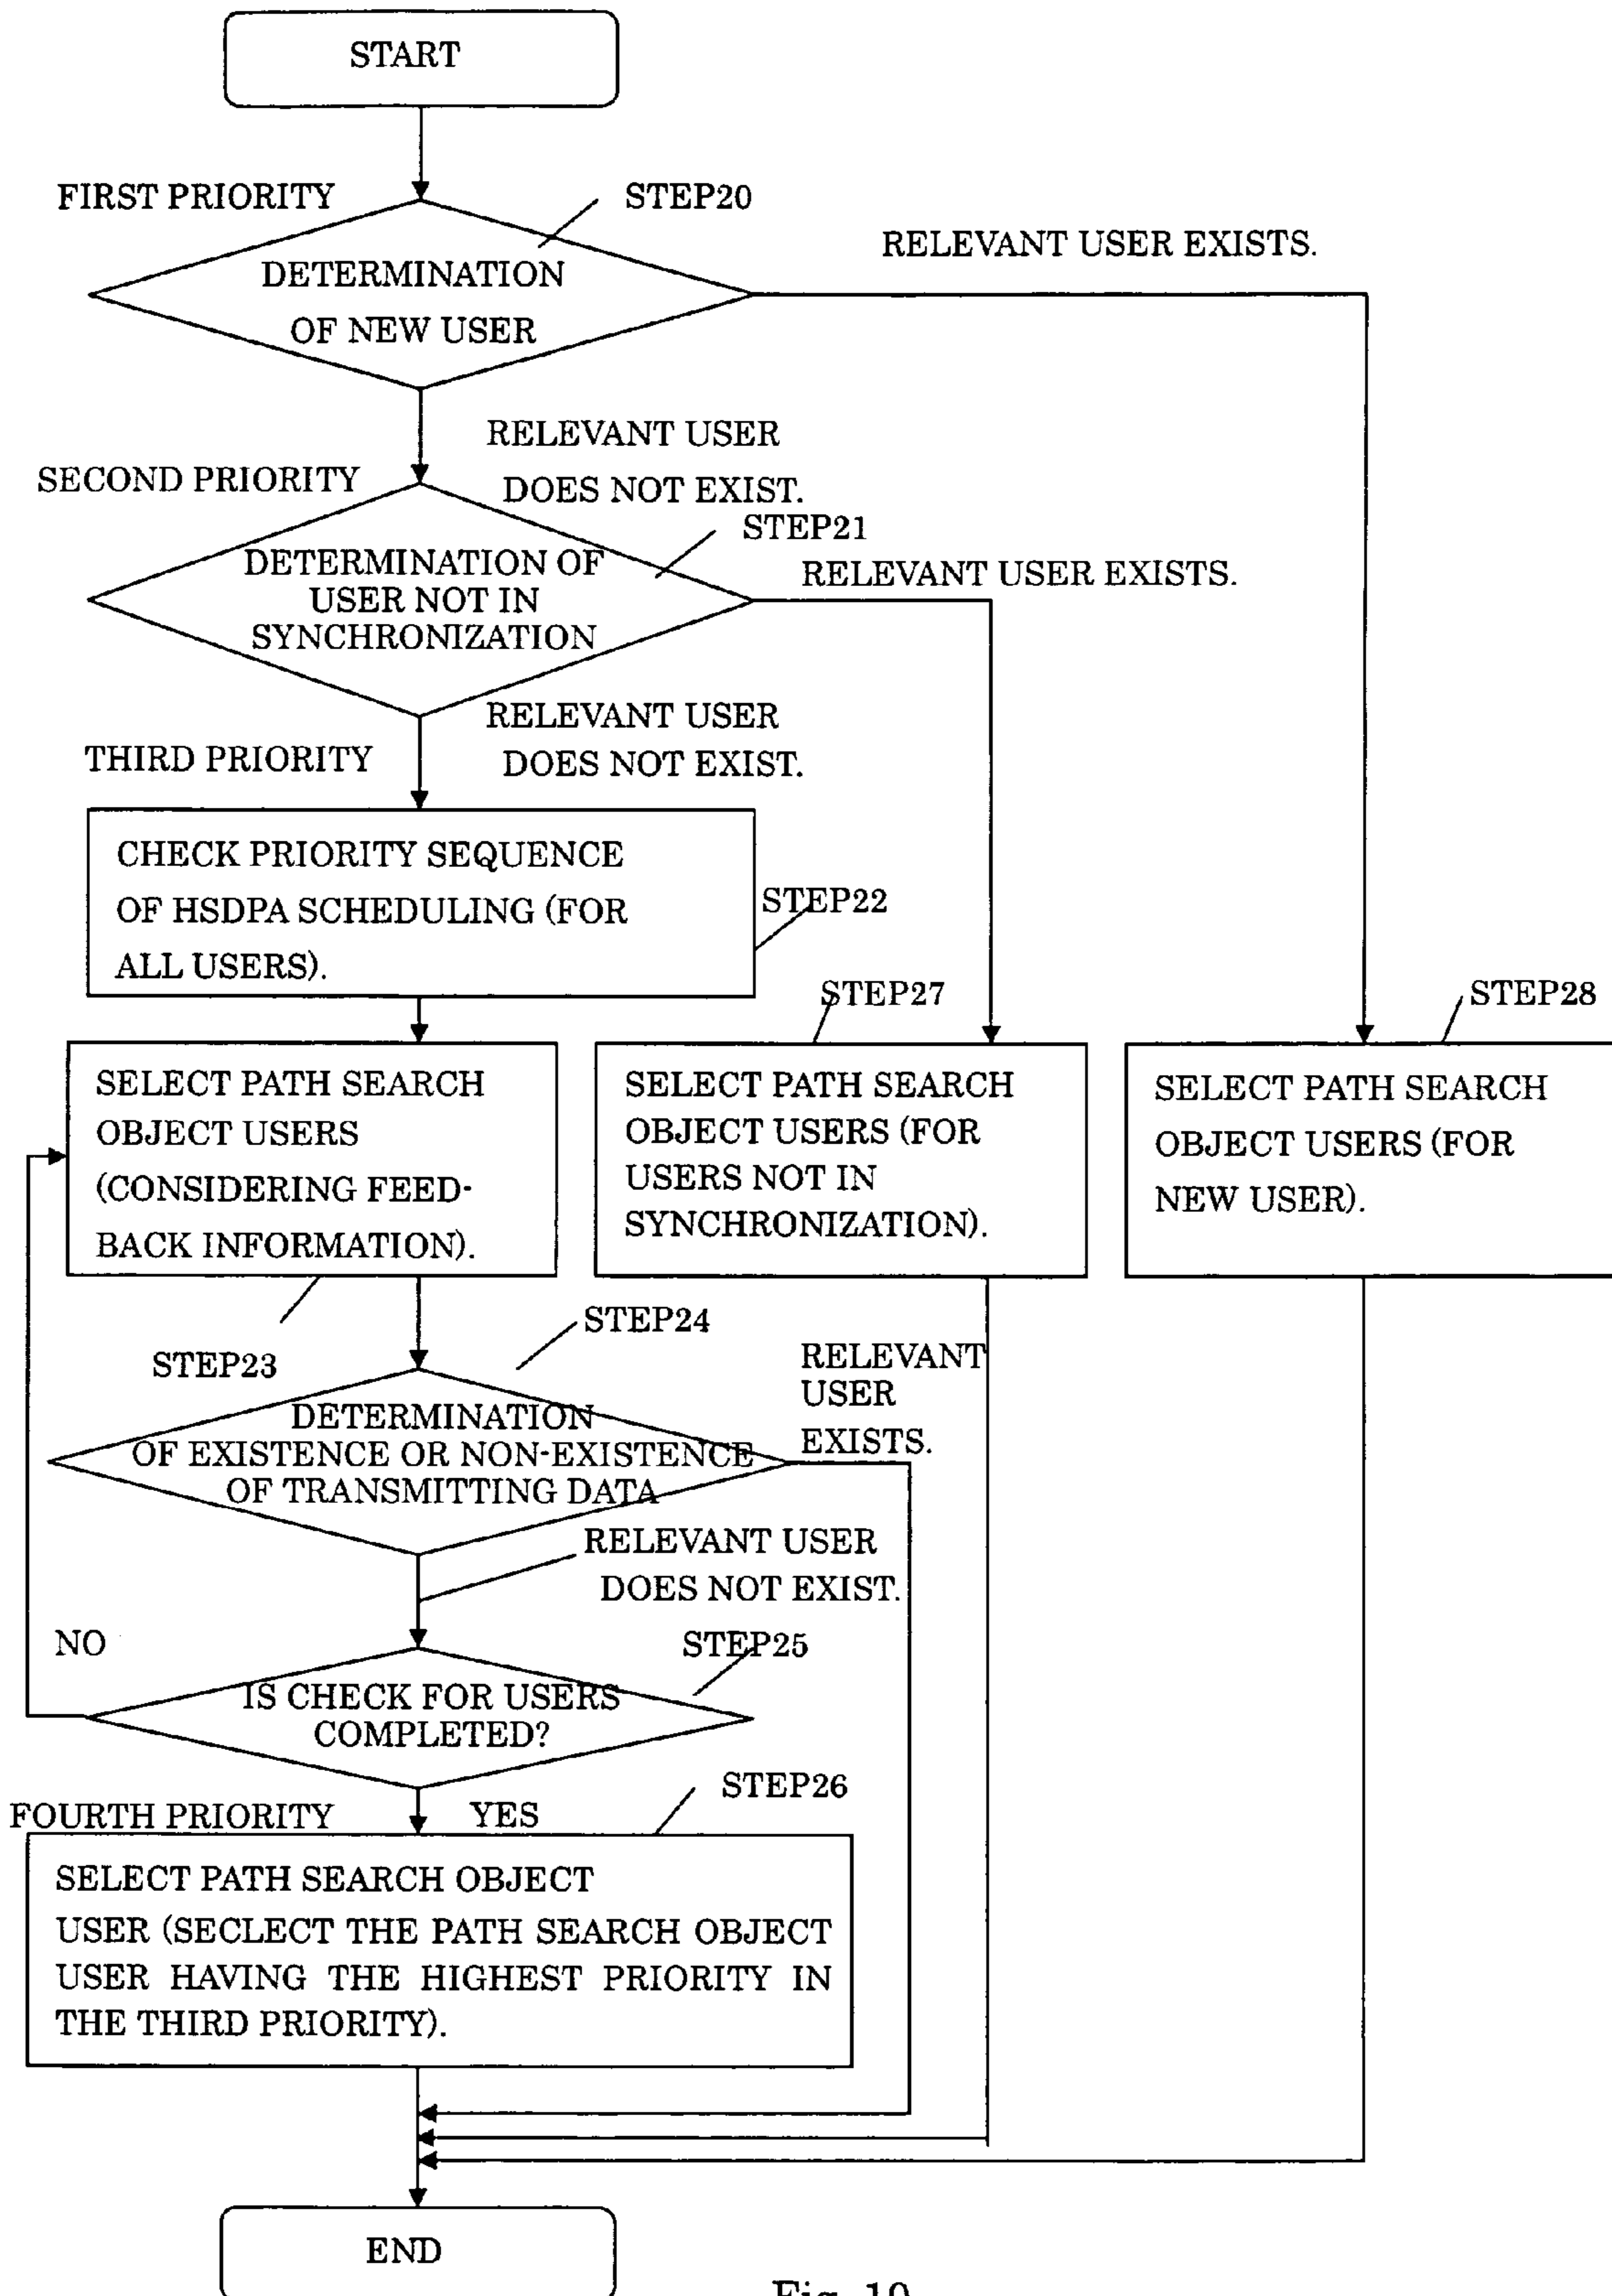 START
FIRST PRIORITY
STEP20
RELEVANT USER EXISTS.
DETERMINATION
OF NEW USER
RELEVANT USER
DOES NOT EXIST.
SECOND PRIORITY
STEP21
RELEVANT USER EXISTS.
DETERMINATION OF
USER NOT IN
SYNCHRONIZATION
RELEVANT USER
DOES NOT EXIST.
THIRD PRIORITY
CHECK PRIORITY SEQUENCE
OF HSDPA SCHEDULING (FOR
ALL USERS).
STEP22
STEP27
STEP28
SELECT PATH SEARCH
OBJECT USERS
(CONSIDERING FEED-
BACK INFORMATION).
SELECT PATH SEARCH
OBJECT USERS (FOR
USERS NOT IN
SYNCHRONIZATION).
SELECT PATH SEARCH
OBJECT USERS (FOR
NEW USER).
STEP23
STEP24
RELEVANT
USER
EXISTS.
DETERMINATION
OF EXISTENCE OR NON-EXISTENCE
OF TRANSMITTING DATA
RELEVANT USER
DOES NOT EXIST.
NO
STEP25
IS CHECK FOR USERS
COMPLETED?
STEP26
FOURTH PRIORITY
YES
SELECT PATH SEARCH OBJECT
USER (SECLECT THE PATH SEARCH OBJECT
USER HAVING THE HIGHEST PRIORITY IN
THE THIRD PRIORITY).
END
Fig. 10